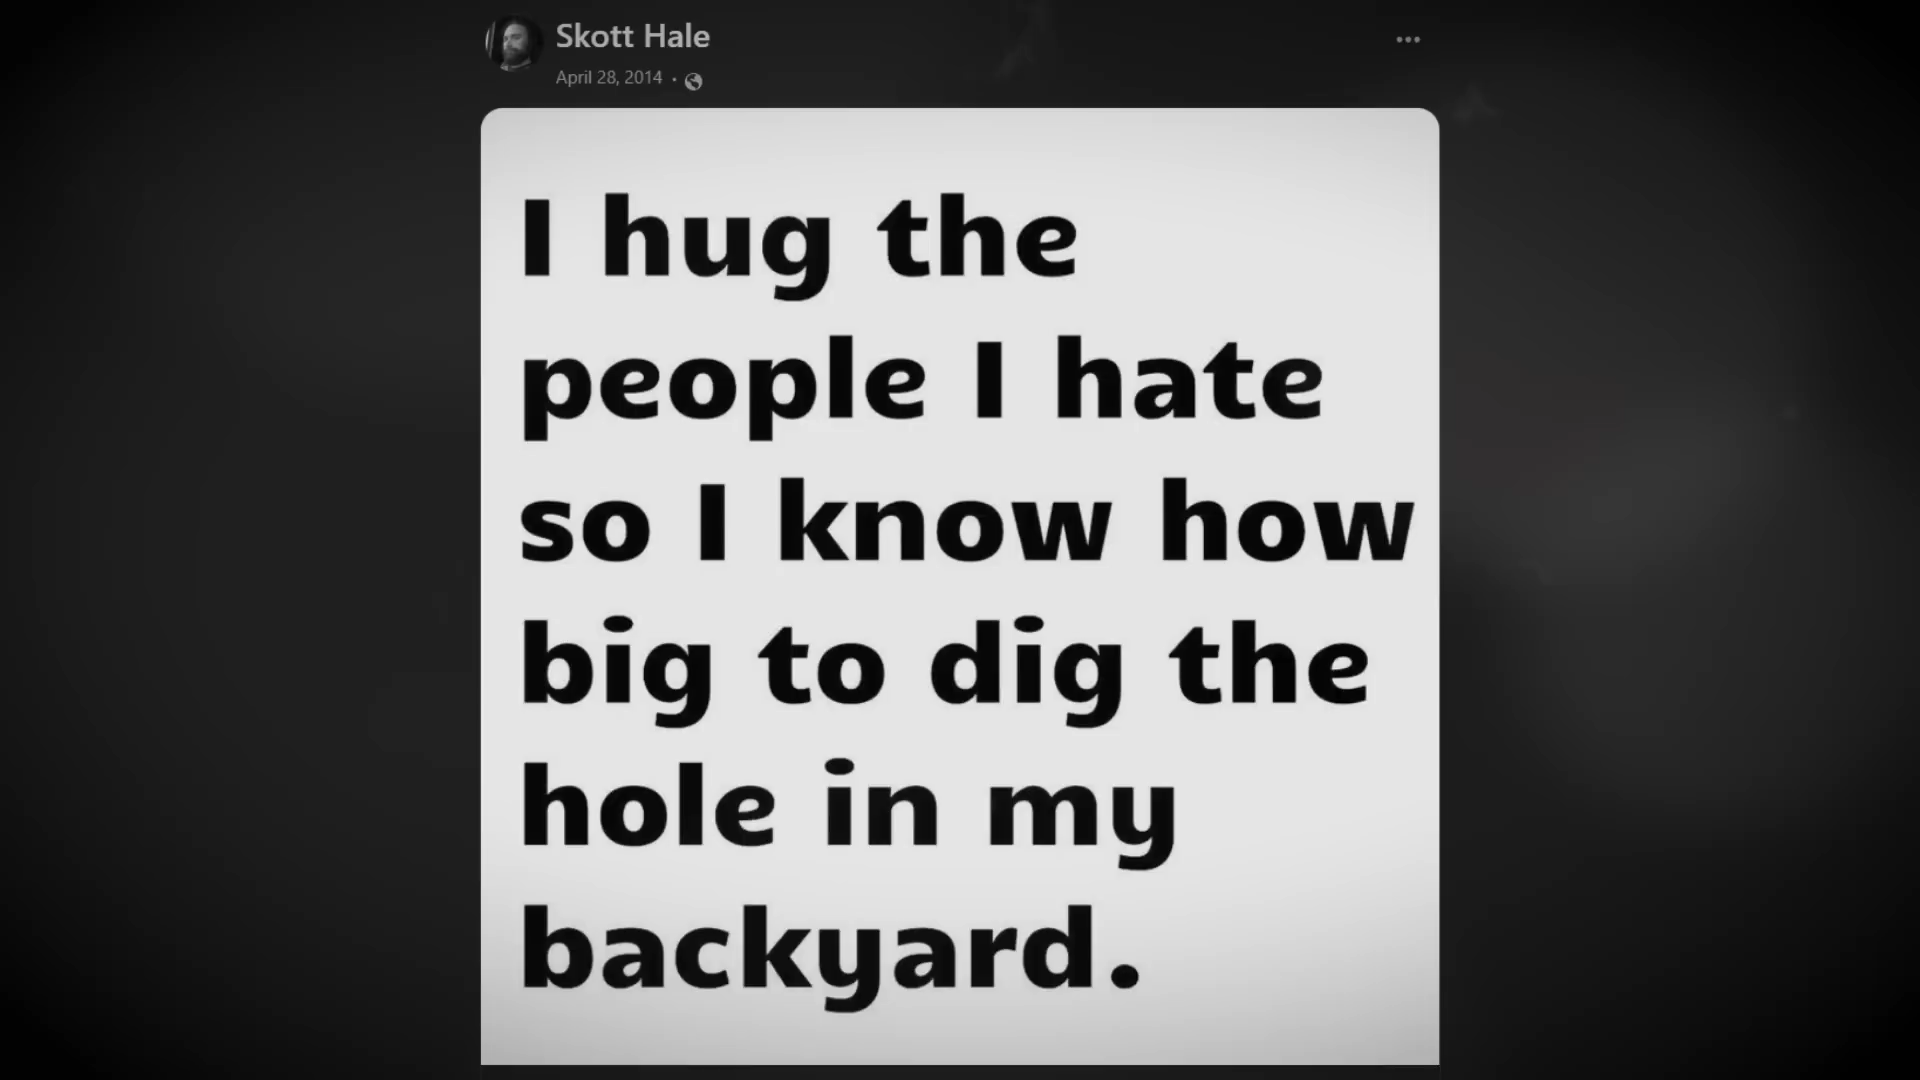 Skott Hale
April 28, 2014 ·
I hug the
people I hate
so I know how
big to dig the
hole in my
backyard.